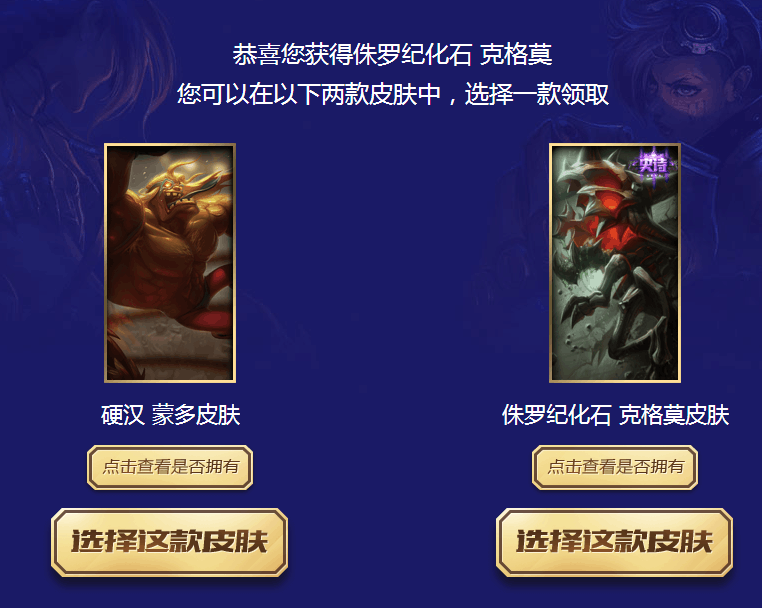 恭喜您获得侏罗纪化石 克格莫
您可以在以下两款皮肤中，选择一款领取
史诗
硬汉 蒙多皮肤
侏罗纪化石 克格莫皮肤
点击查看是否拥有
点击查看是否拥有
选择这款皮肤
选择这款皮肤